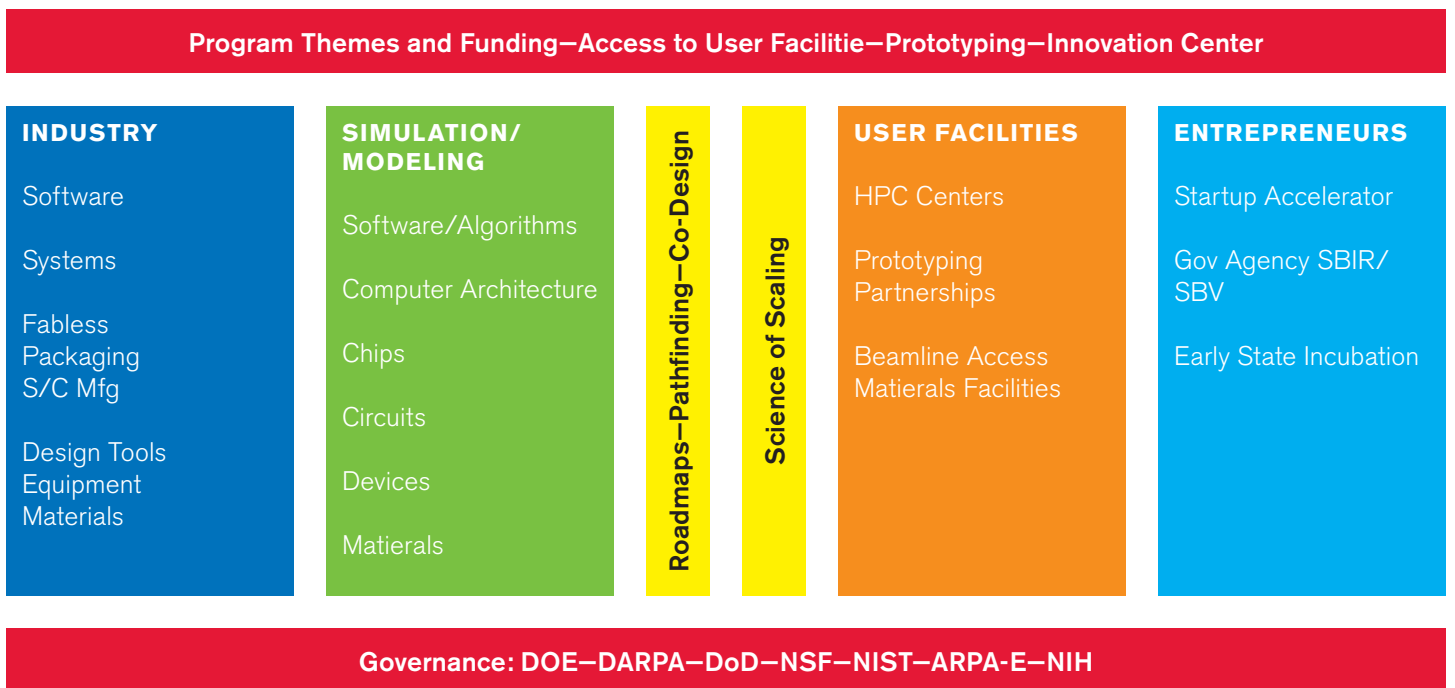 Program Themes and Funding—Access to User Facilitie—Prototyping—Innovation Center
INDUSTRY
Software
Systems
Fabless
Packaging
S/C Mfg
Design Tools
Equipment
Materials
SIMULATION/
MODELING
Software/Algorithms
Computer Architecture
Chips
Circuits
Devices
Matierals
Roadmaps—Pathfinding—Co-Design
Science of Scaling
USER FACILITIES
HPC Centers
Prototyping
Partnerships
Beamline Access
Matierals Facilities
ENTREPRENEURS
Startup Accelerator
Gov Agency SBIR/
SBV
Early State Incubation
Governance: DOE—DARPA—DoD—NSF—NIST—ARPA-E—NIH